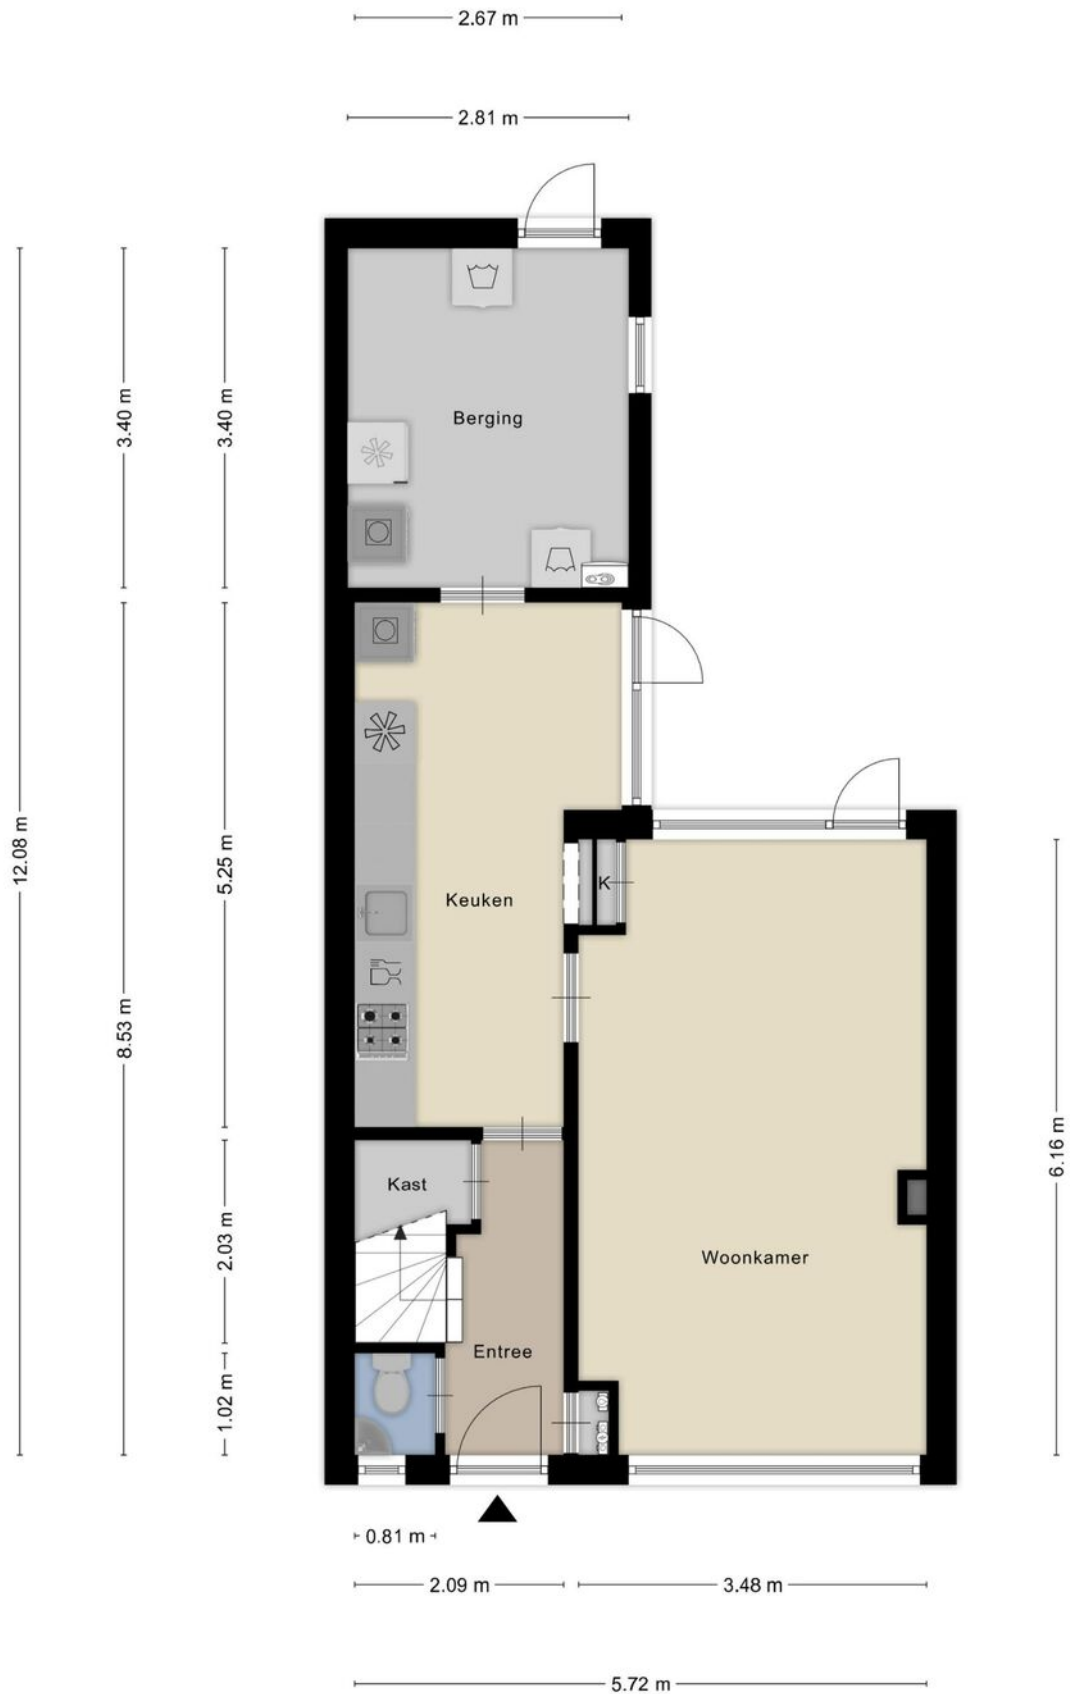 2.67 m
2.81 m
3.40 m
3.40 m
Berging
12.08 m
5.25 m
K
Keuken
8.53 m
6.16 m
Kast
2.03 m
Woonkamer
Entree
1.02 m
0.81 m
2.09 m
3.48 m
5.72 m